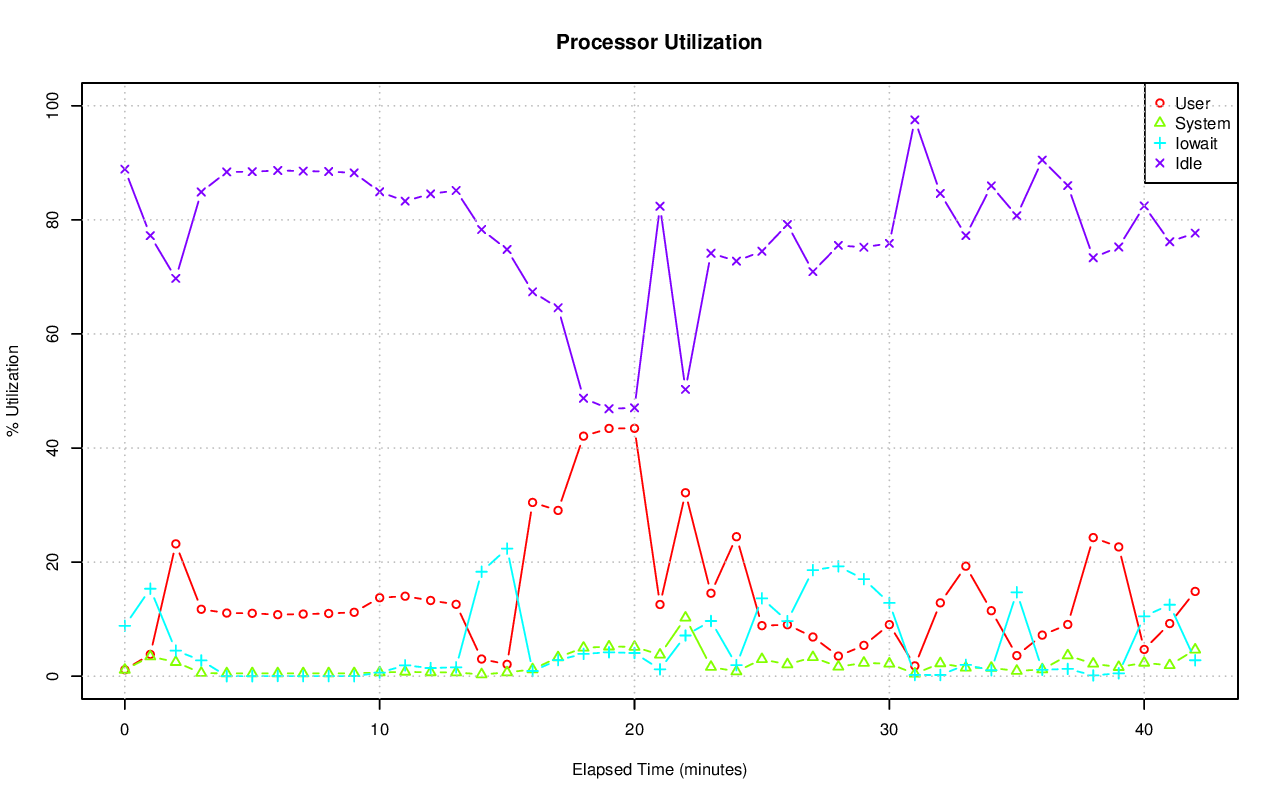 Processor Utilization
User
System
Iowait
Idle
% Utilization
100
80
60
40
20
0
0 10 20 30 40
Elapsed Time (minutes)